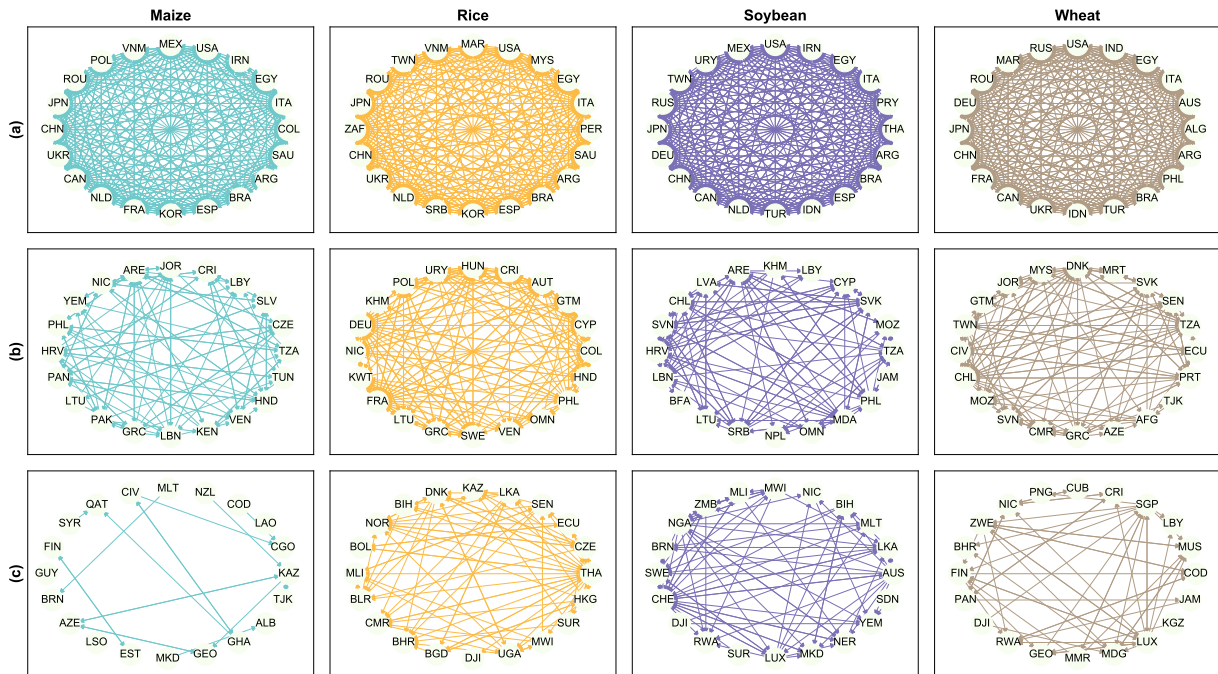 Maize Rice Soybean Wheat
(a)
MEX USA IRN EGY ITA COL SAU ARG BRA ESP KOR FRA NLD CAN UKR CHN JPN ROU POL VNM
MAR USA MYS EGY ITA PER SAU ARG BRA ESP KOR SRB NLD UKR CHN ZAF JPN ROU TWN VNM
USA IRN EGY ITA PRY THA ARG BRA ESP IDN TUR NLD CAN CHN DEU JPN RUS TWN URY MEX
USA IND EGY ITA AUS ALG ARG PHL BRA TUR IDN UKR CAN FRA CHN JPN DEU ROU MAR RUS
(b)
JOR CRI LBY SLV CZE TZA TUN HND VEN KEN LBN GRC PAK LTU PAN HRV PHL YEM NIC ARE
HUN CRI AUT GTM CYP COL HND PHL OMN VEN SWE GRC LTU FRA KWT NIC DEU KHM POL URY
KHM LBY CYP SVK MOZ TZA JAM PHL MDA OMN NPL SRB LTU BFA LBN HRV SVN CHL LVA ARE
DNK MRT SVK SEN TZA ECU PRT TJK AFG AZE GRC CMR SVN MOZ CHL CIV TWN GTM JOR MYS
(c)
MLT NZL COD LAO CGO KAZ TJK ALB GHA GEO MKD EST LSO AZE BRN GUY FIN SYR QAT CIV
KAZ LKA SEN ECU CZE THA HKG SUR MWI UGA DJI BGD BHR CMR BLR MLI BOL NOR BIH DNK
MWI NIC BIH MLT LKA AUS SDN YEM NER MKD LUX SUR RWA DJI CHE SWE BRN NGA ZMB MLI
CUB CRI SGP LBY MUS COD JAM KGZ LUX MDG MMR GEO RWA DJI PAN FIN BHR ZWE NIC PNG